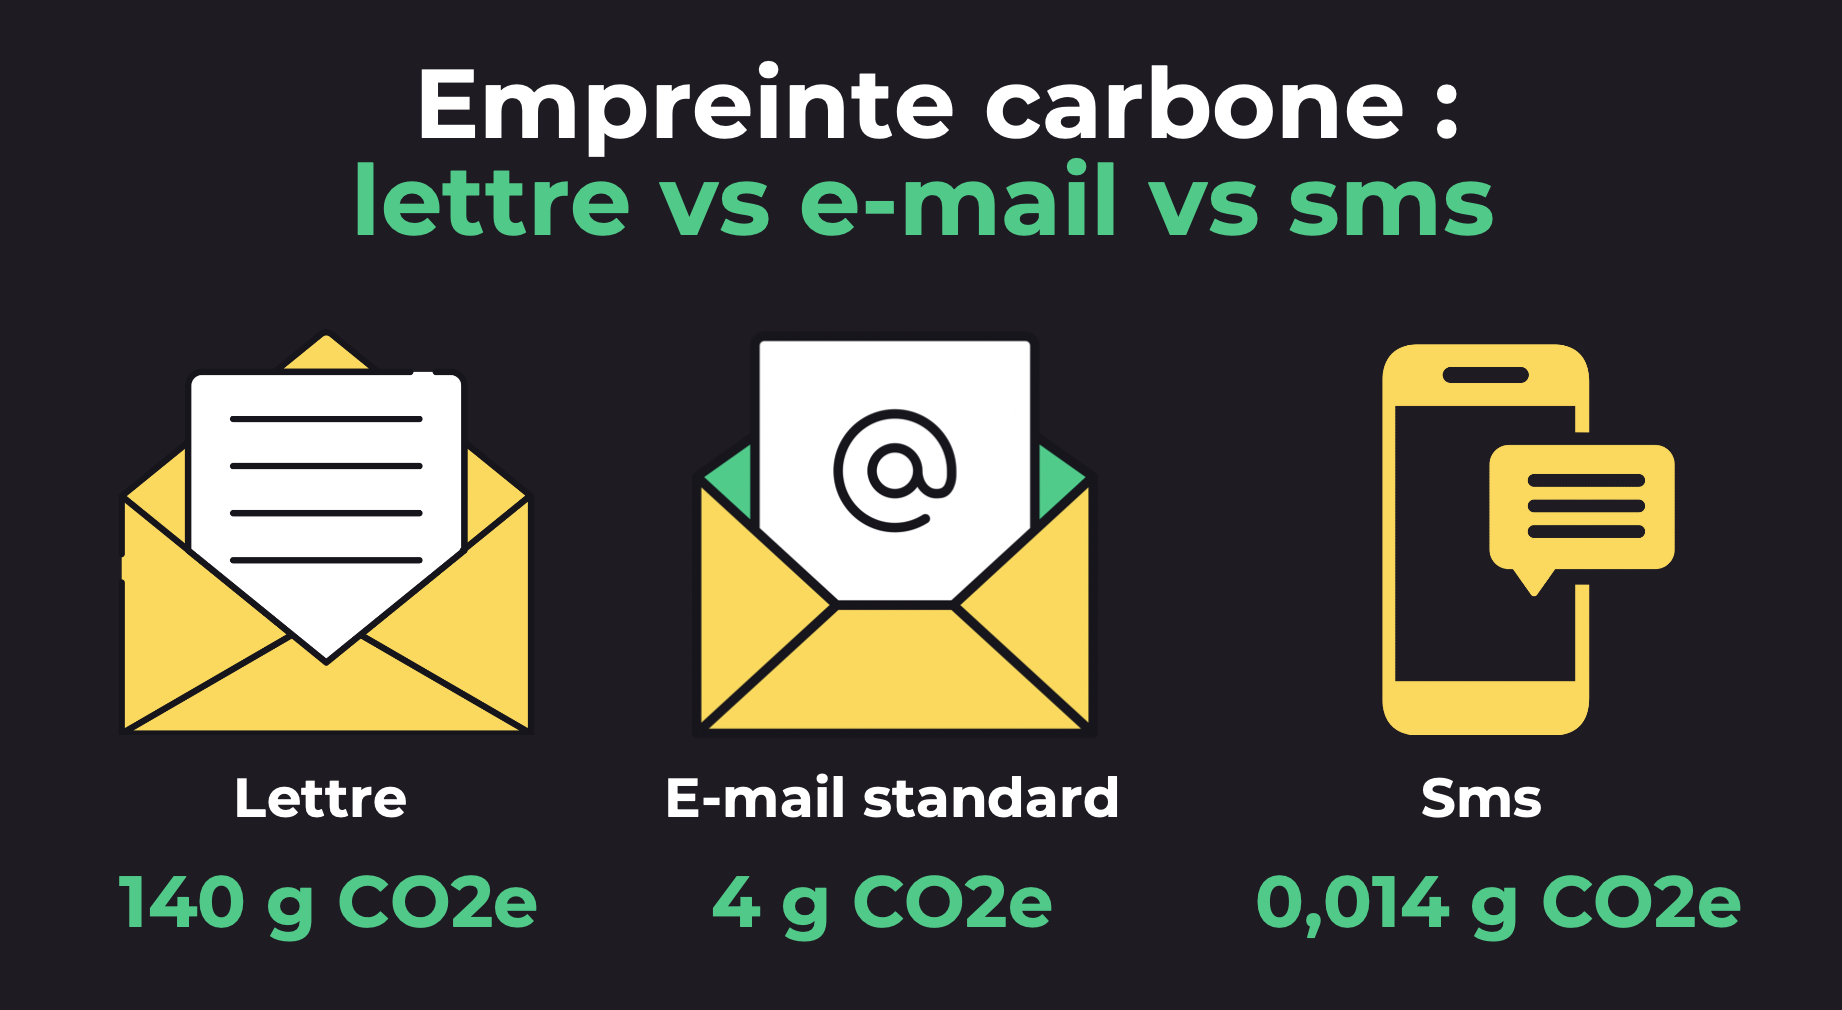 Empreinte carbone :
lettre vs e-mail vs sms
@
Lettre
E-mail standard
Sms
140 g CO2e
4 g CO2e
0,014 g CO2e